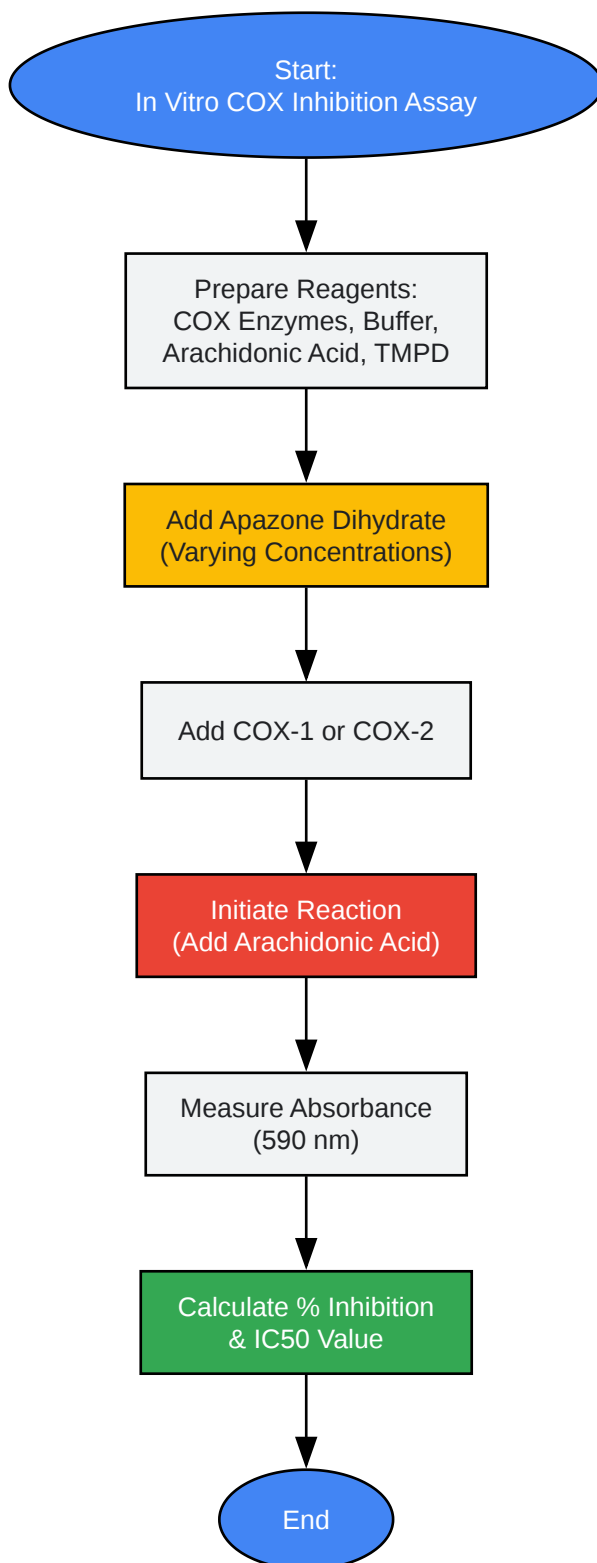 Start:
In Vitro COX Inhibition Assay
Prepare Reagents:
COX Enzymes, Buffer,
Arachidonic Acid, TMPD
Add Apazone Dihydrate
(Varying Concentrations)
Add COX-1 or COX-2
Initiate Reaction
(Add Arachidonic Acid)
Measure Absorbance
(590 nm)
Calculate % Inhibition
& IC50 Value
End